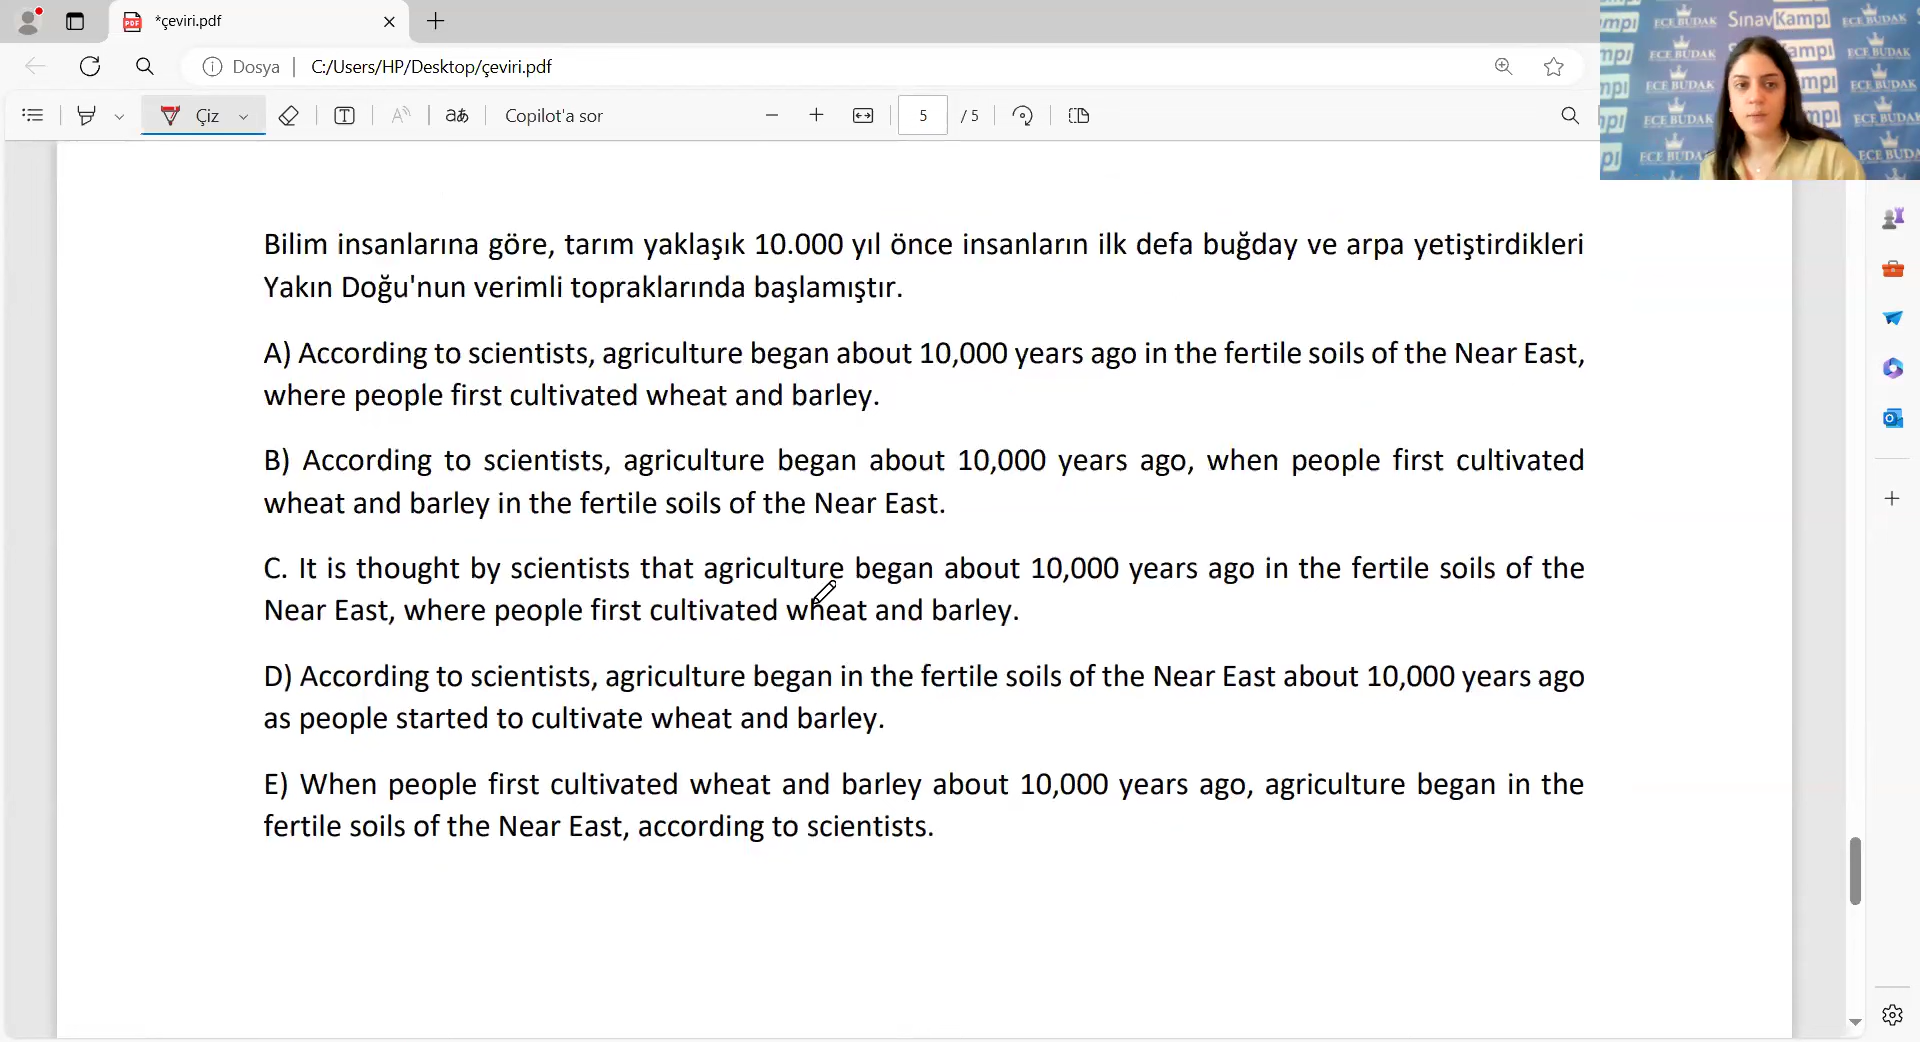 *çeviri.pdf
Dosya | C:/Users/HP/Desktop/çeviri.pdf
Çiz
Copilot'a sor
5 / 5
SınavKampı
ECE BUDAK
Bilim insanlarına göre, tarım yaklaşık 10.000 yıl önce insanların ilk defa buğday ve arpa yetiştirdikleri
Yakın Doğu'nun verimli topraklarında başlamıştır.
A) According to scientists, agriculture began about 10,000 years ago in the fertile soils of the Near East,
where people first cultivated wheat and barley.
B) According to scientists, agriculture began about 10,000 years ago, when people first cultivated
wheat and barley in the fertile soils of the Near East.
C. It is thought by scientists that agriculture began about 10,000 years ago in the fertile soils of the
Near East, where people first cultivated wheat and barley.
D) According to scientists, agriculture began in the fertile soils of the Near East about 10,000 years ago
as people started to cultivate wheat and barley.
E) When people first cultivated wheat and barley about 10,000 years ago, agriculture began in the
fertile soils of the Near East, according to scientists.